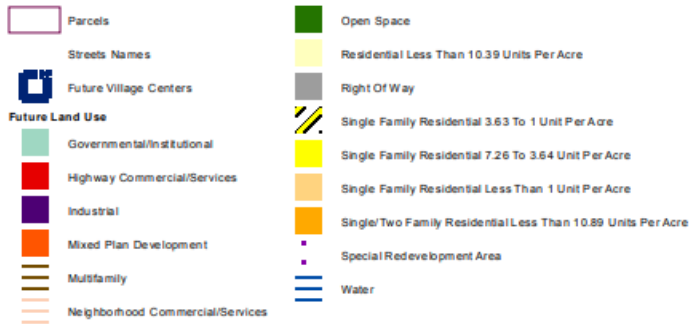 Parcels
Streets Names
Future Village Centers
Future Land Use
Governmental/Institutional
Highway Commercial/Services
Industrial
Mixed Plan Development
Multifamily
Neighborhood Commercial/Services
Open Space
Residential Less Than 10.39 Units Per Acre
Right Of Way
Single Family Residential 3.63 To 1 Unit Per Acre
Single Family Residential 7.26 To 3.64 Unit Per Acre
Single Family Residential Less Than 1 Unit Per Acre
Single/Two Family Residential Less Than 10.89 Units Per Acre
Special Redevelopment Area
Water